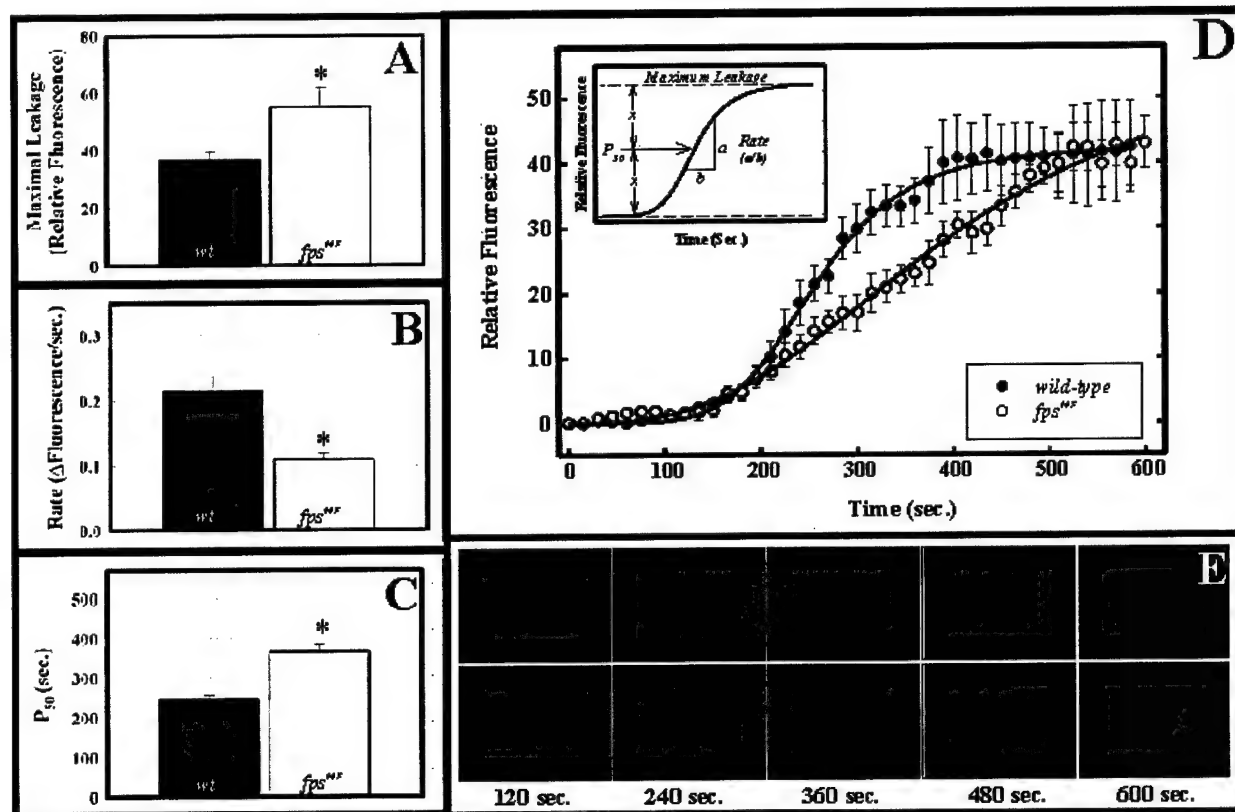 A
Maximal Leakage
[Relative Fluorescence]
80
60
40
20
0
*
wt
fps
B
Rate (ΔFluorescence/sec.)
0.3
0.2
0.1
0.0
*
wt
fps
C
P50 (sec.)
500
400
300
200
100
0
*
wt
fps
D
Relative Fluorescence
50
40
30
20
10
0
Relative Fluorescence
Maximum Leakage
x
P50
x
a
Rate
(a/b)
b
Time (Sec.)
wild-type
fps
0
100
200
300
400
500
600
Time (sec.)
E
120 sec.
240 sec.
360 sec.
480 sec.
600 sec.